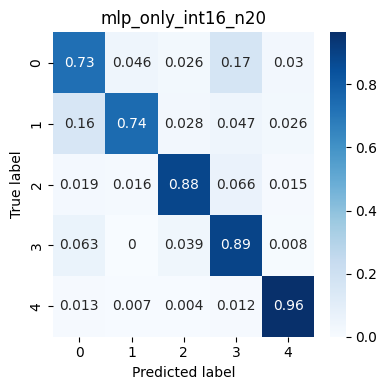 mlp_only_int16_n20
0 0.73 0.046 0.026 0.17 0.03
1 0.16 0.74 0.028 0.047 0.026
2 0.019 0.016 0.88 0.066 0.015
3 0.063 0 0.039 0.89 0.008
4 0.013 0.007 0.004 0.012 0.96
0 1 2 3 4
True label
Predicted label
0.8
0.6
0.4
0.2
0.0